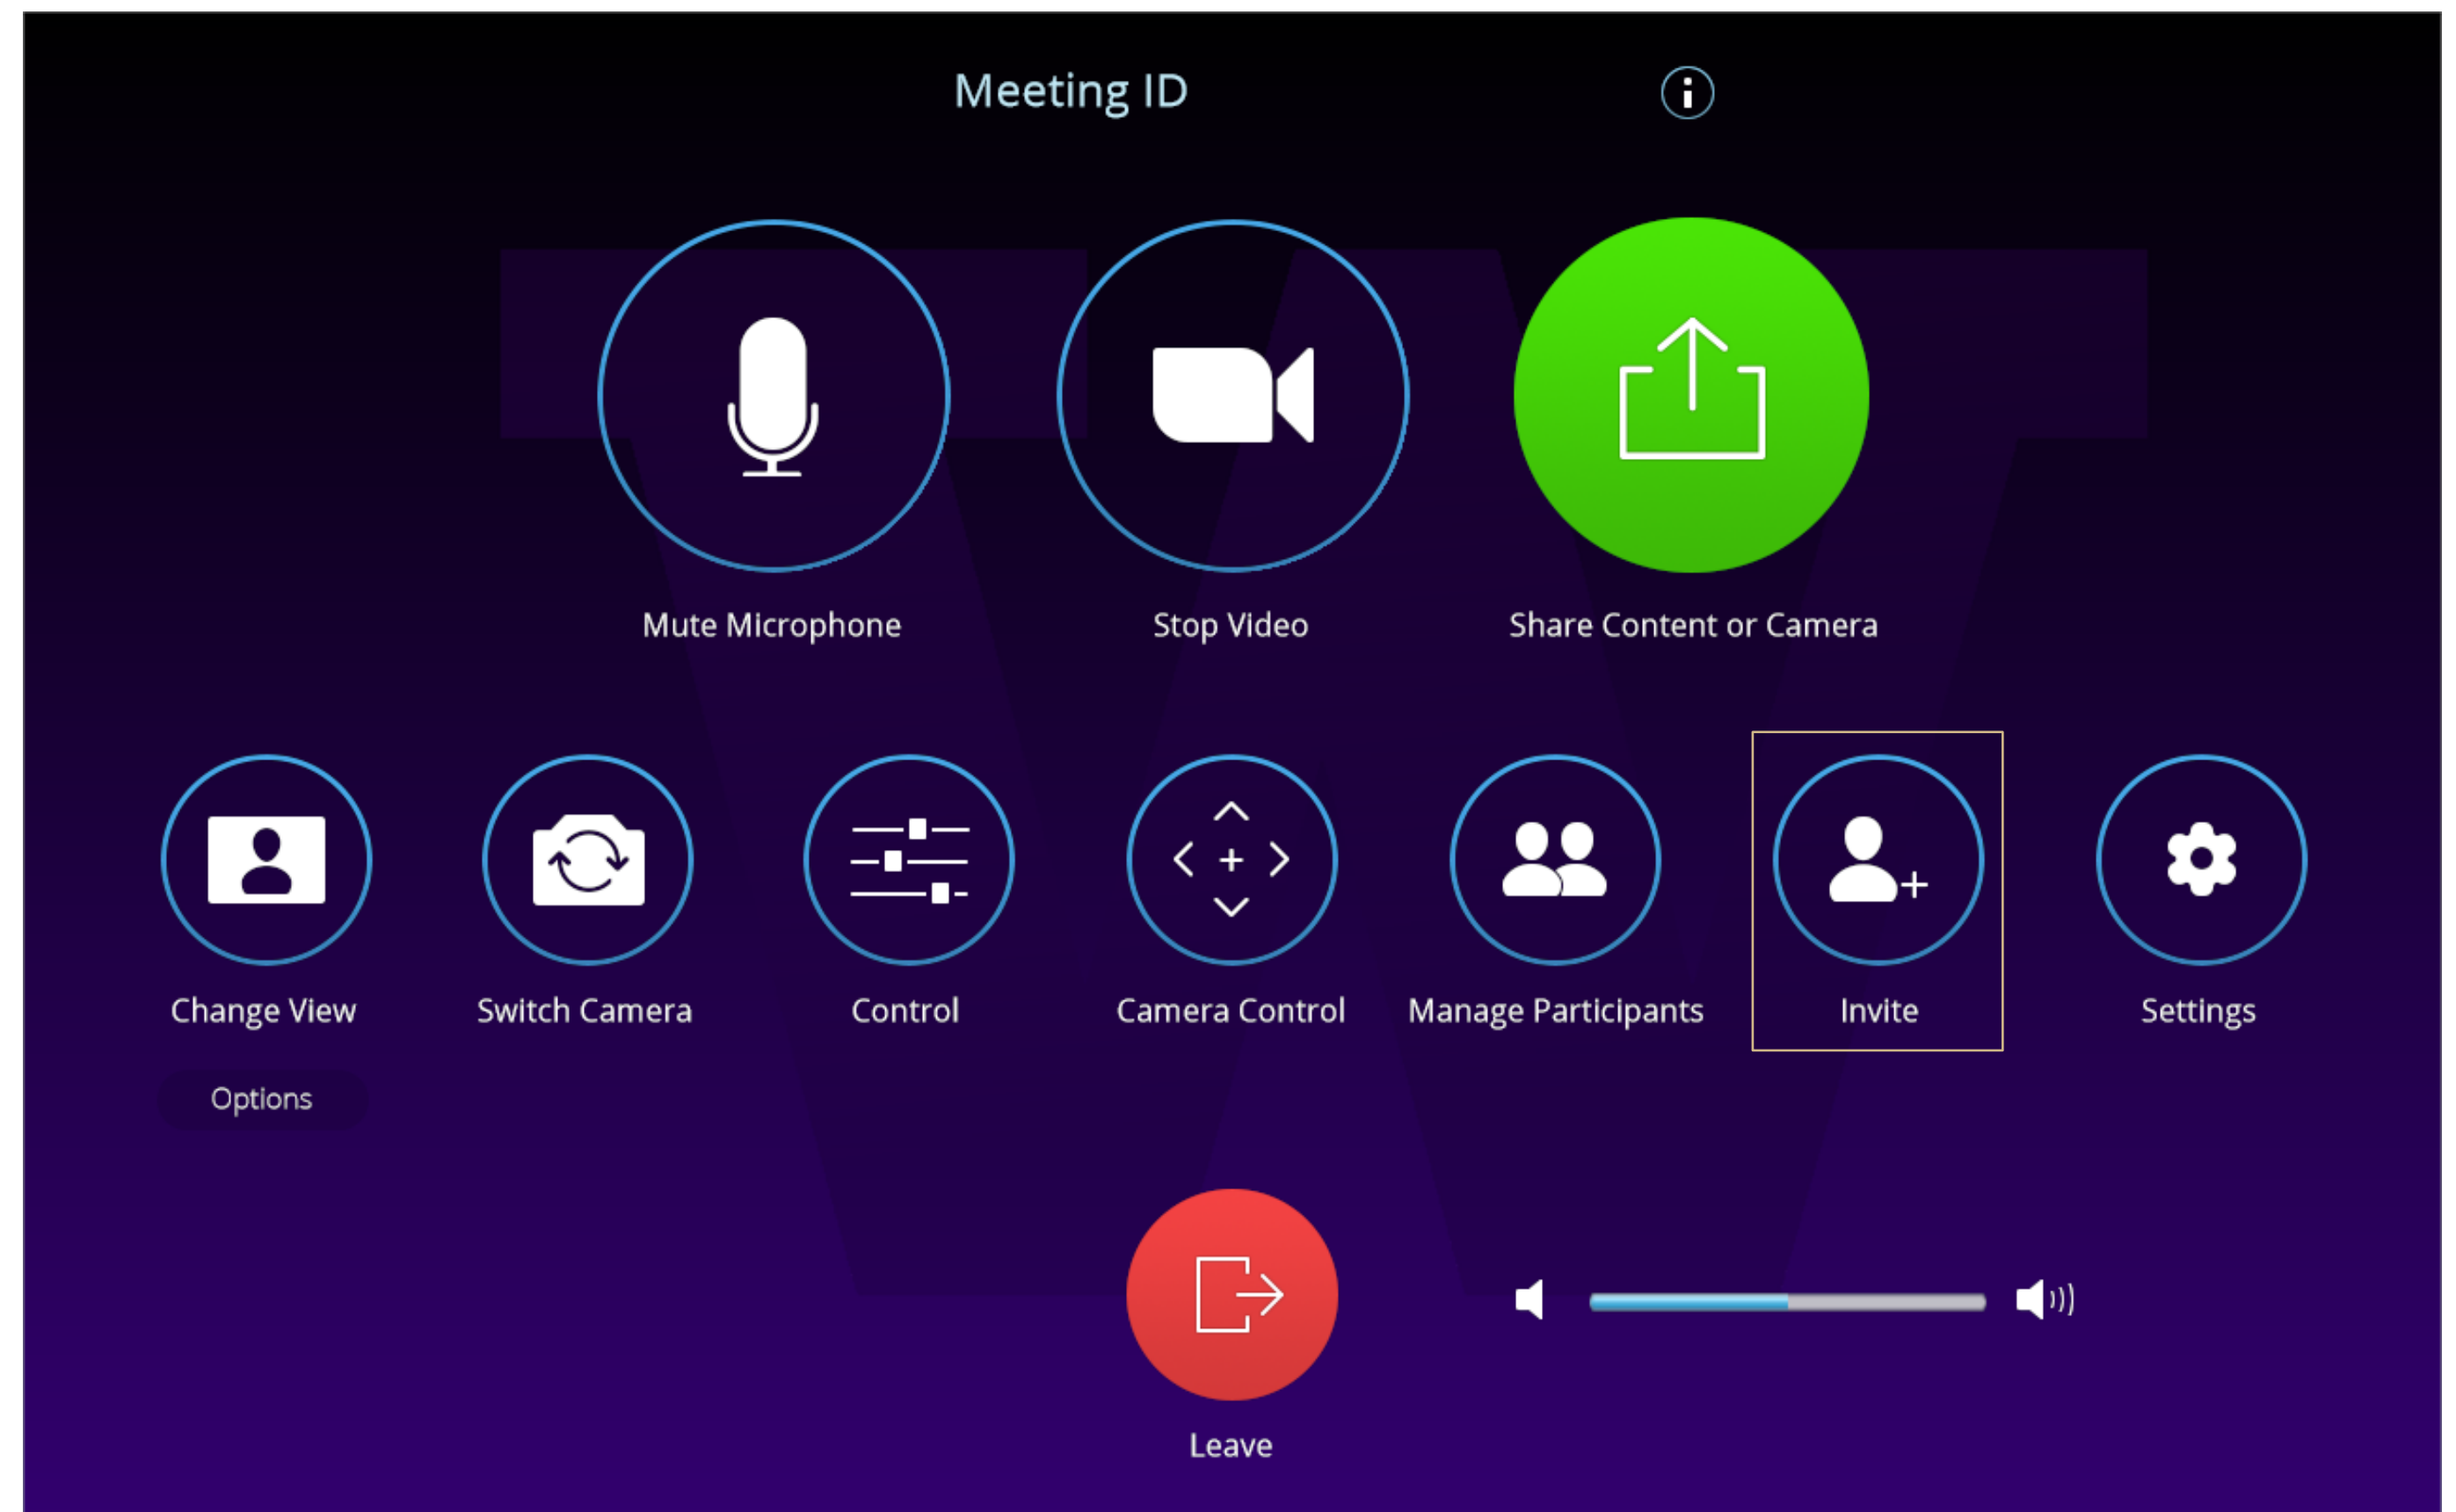 Meeting ID
Mute Microphone
Stop Video
Share Content or Camera
Change View
Switch Camera
Control
Camera Control
Manage Participants
Invite
Settings
Options
Leave